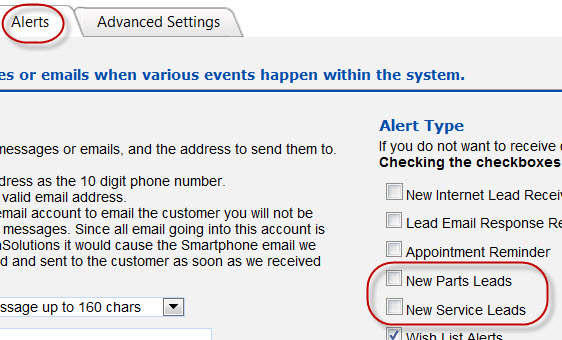 Alerts
Advanced Settings
or emails when various events happen within the system.
Alert Type
messages or emails, and the address to send them to.
If you do not want to receive
Checking the checkboxes
dress as the 10 digit phone number.
valid email address.
email account to email the customer you will not be
messages. Since all email going into this account is
Solutions it would cause the Smartphone email we
and sent to the customer as soon as we received
New Internet Lead
Lead Email Response
Appointment Reminder
New Parts Leads
New Service Leads
Wish List Alerts
ssage up to 160 chars